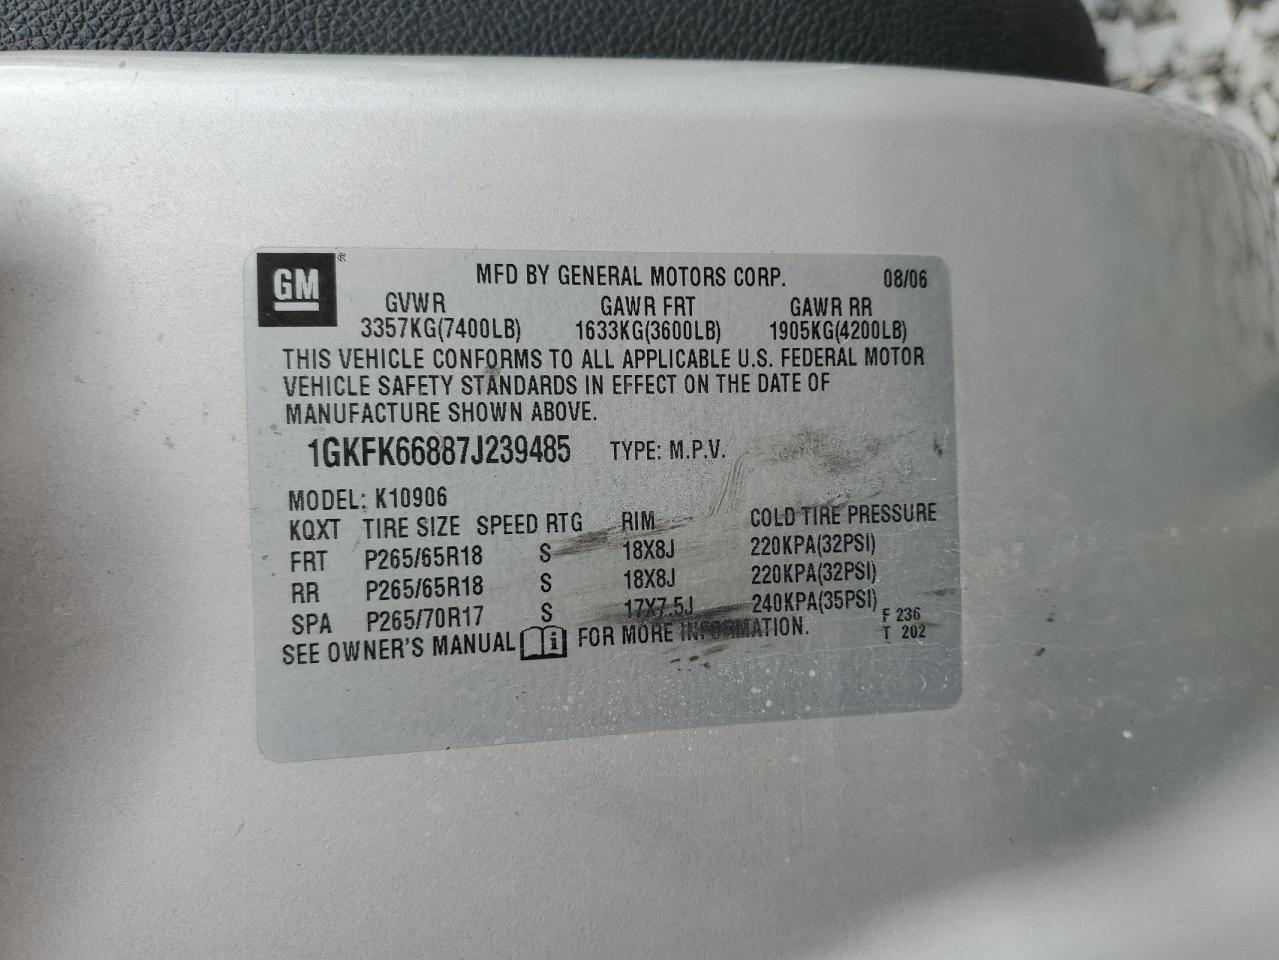 GM ® MFD BY GENERAL MOTORS CORP. 08/06
GVWR GAWR FRT GAWR RR
3357KG(7400LB) 1633KG(3600LB) 1905KG(4200LB)
THIS VEHICLE CONFORMS TO ALL APPLICABLE U.S. FEDERAL MOTOR
VEHICLE SAFETY STANDARDS IN EFFECT ON THE DATE OF
MANUFACTURE SHOWN ABOVE.
1GKFK66887J239485 TYPE: M.P.V.
MODEL: K10906
KQXT TIRE SIZE SPEED RTG RIM COLD TIRE PRESSURE
FRT P265/65R18 S 18X8J 220KPA(32PSI)
RR P265/65R18 S 18X8J 220KPA(32PSI)
SPA P265/70R17 S 17X7.5J 240KPA(35PSI) F 236
SEE OWNER'S MANUAL i FOR MORE INFORMATION. T 202